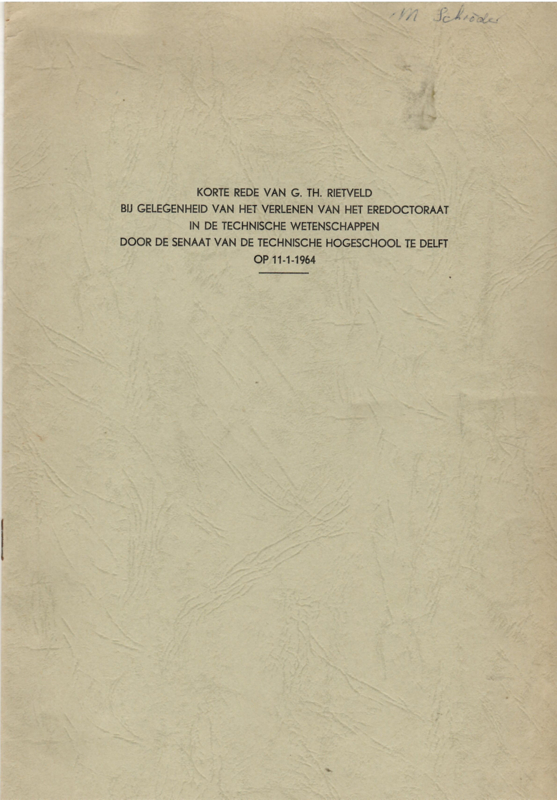 M Schröder
KORTE REDE VAN G. TH. RIETVELD
BIJ GELEGENHEID VAN HET VERLENEN VAN HET EREDOCTORAAT
IN DE TECHNISCHE WETENSCHAPPEN
DOOR DE SENAAT VAN DE TECHNISCHE HOGESCHOOL TE DELFT
OP 11-1-1964